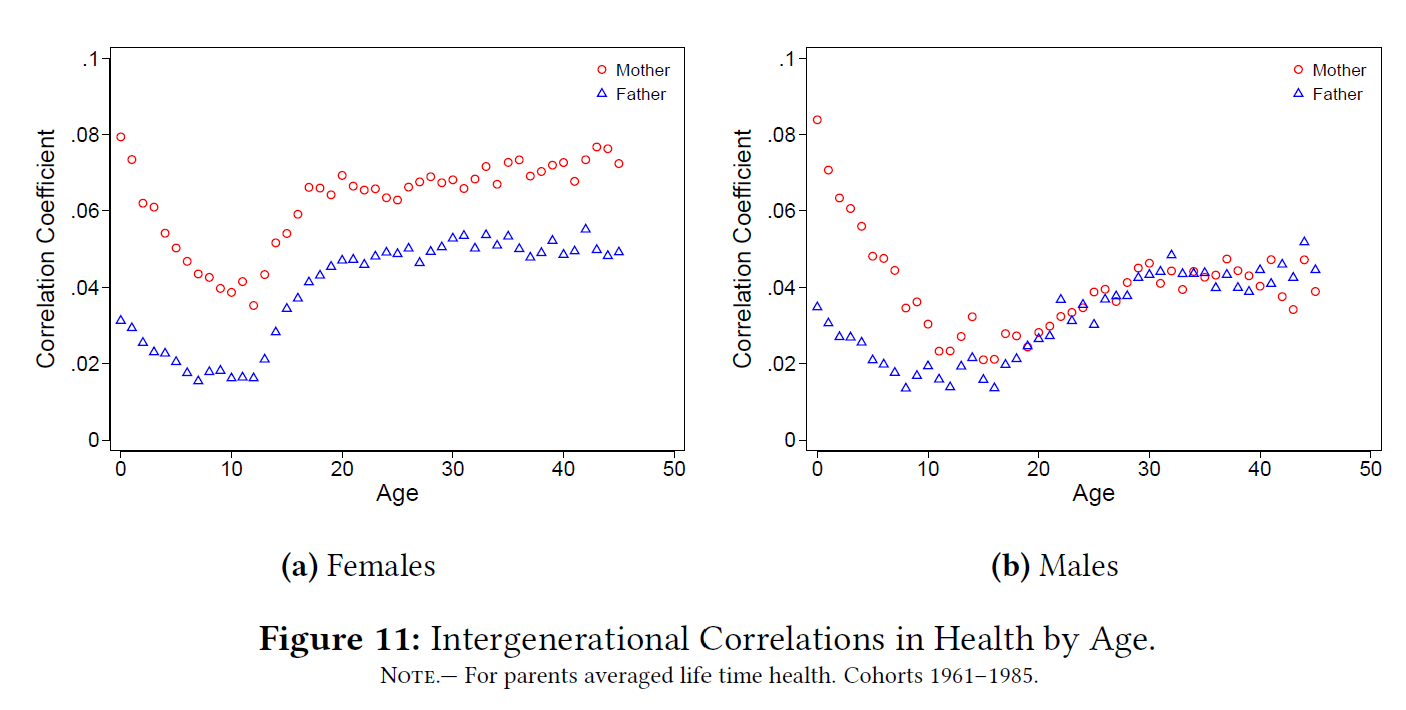 Correlation Coefficient
.1
.08
.06
.04
.02
0
0 10 20 30 40 50
Age
Mother
Father
(a) Females
Correlation Coefficient
.1
.08
.06
.04
.02
0
0 10 20 30 40 50
Age
Mother
Father
(b) Males
Figure 11: Intergenerational Correlations in Health by Age.
NOTE.— For parents averaged life time health. Cohorts 1961–1985.